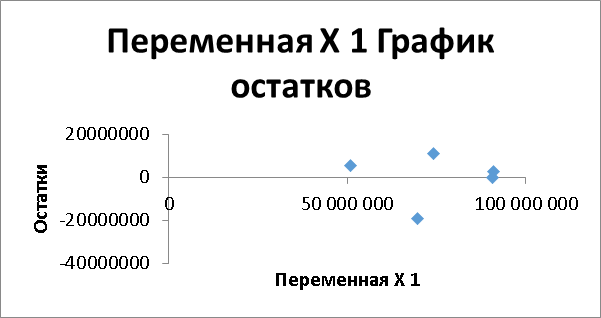 Переменная X 1 График
остатков
20000000
0
-20000000
-40000000
0
50 000 000
100 000 000
Остатки
Переменная X 1